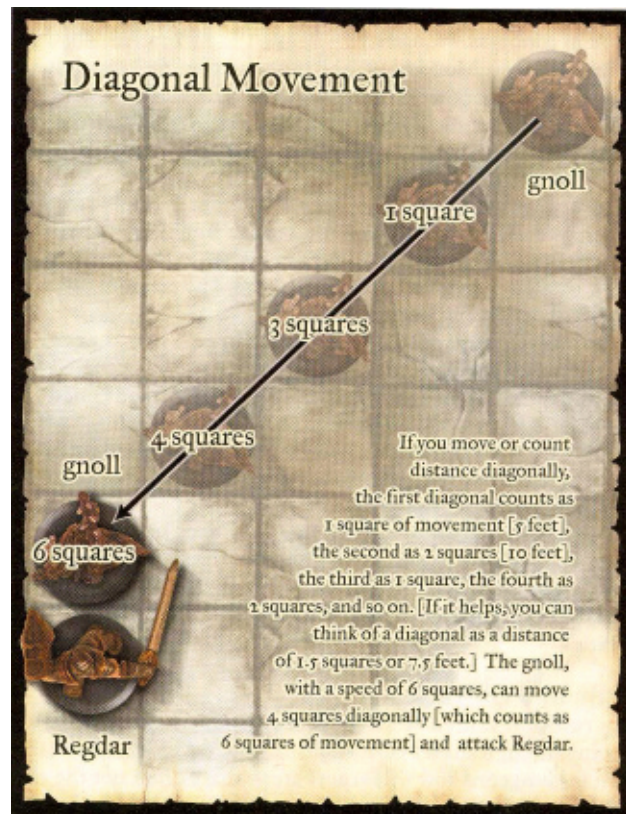 Diagonal Movement
gnoll
1 square
3 squares
4 squares
gnoll
6 squares
Regdar
If you move or count
distance diagonally,
the first diagonal counts as
1 square of movement [5 feet],
the second as 2 squares [10 feet],
the third as 1 square, the fourth as
2 squares, and so on. [If it helps, you can
think of a diagonal as a distance
of 1.5 squares or 7.5 feet.] The gnoll,
with a speed of 6 squares, can move
4 squares diagonally [which counts as
6 squares of movement] and attack Regdar.